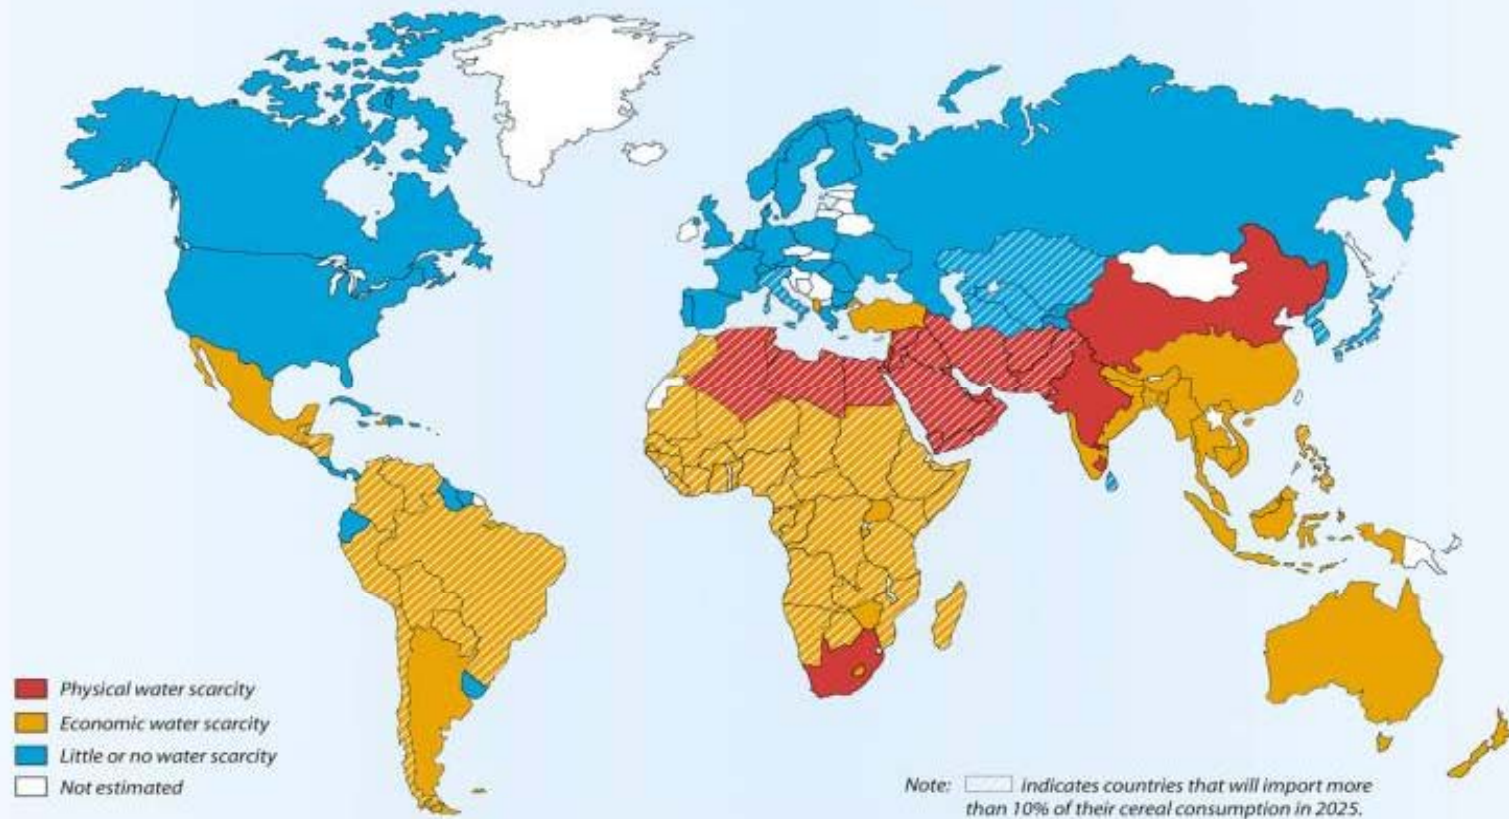 Physical water scarcity
Economic water scarcity
Little or no water scarcity
Not estimated
Note: indicates countries that will import more
than 10% of their cereal consumption in 2025.